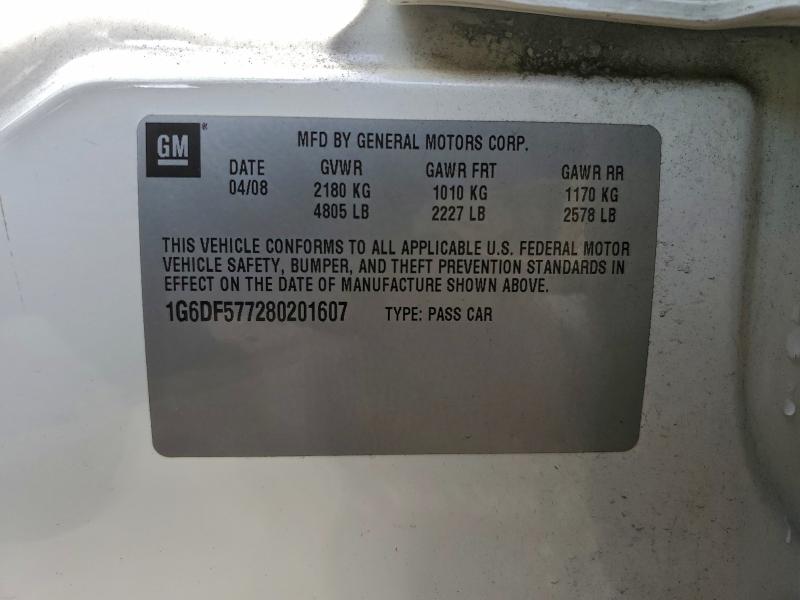 GM
MFD BY GENERAL MOTORS CORP.
DATE GVWR GAWR FRT GAWR RR
04/08 2180 KG 1010 KG 1170 KG
4805 LB 2227 LB 2578 LB
THIS VEHICLE CONFORMS TO ALL APPLICABLE U.S. FEDERAL MOTOR
VEHICLE SAFETY, BUMPER, AND THEFT PREVENTION STANDARDS IN
EFFECT ON THE DATE OF MANUFACTURE SHOWN ABOVE.
1G6DF577280201607 TYPE: PASS CAR